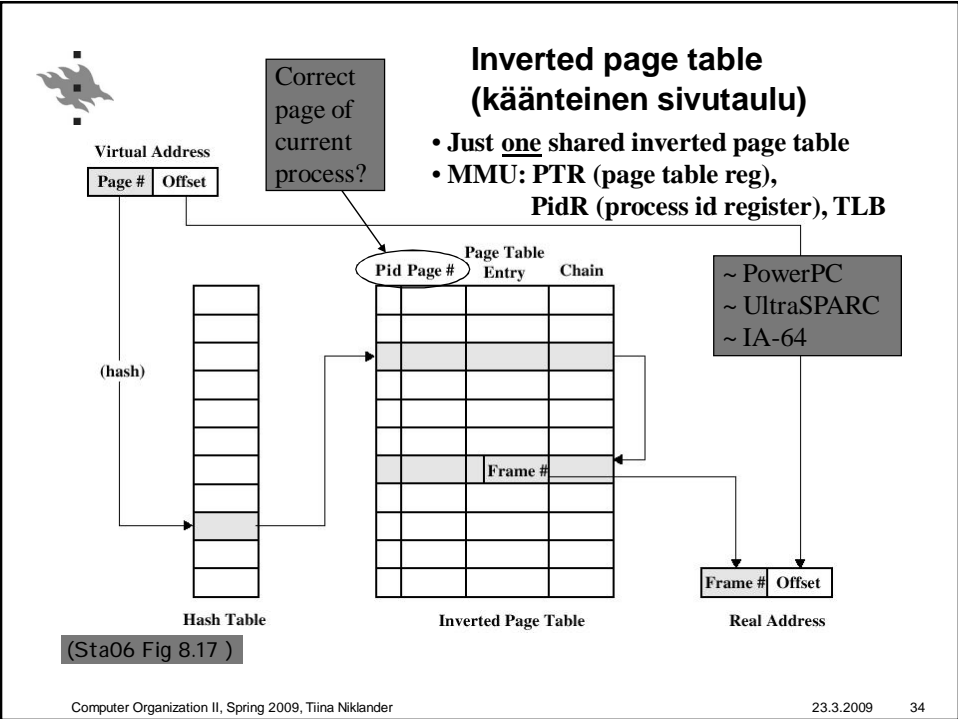 Inverted page table
(käänteinen sivutaulu)
• Just one shared inverted page table
• MMU: PTR (page table reg),
PidR (process id register), TLB
Correct
page of
current
process?
Virtual Address
Page # Offset
Pid Page #
Page Table
Entry
Chain
~ PowerPC
~ UltraSPARC
~ IA-64
(hash)
Frame #
Frame # Offset
Hash Table
Inverted Page Table
Real Address
(Sta06 Fig 8.17 )
Computer Organization II, Spring 2009, Tiina Niklander
23.3.2009
34